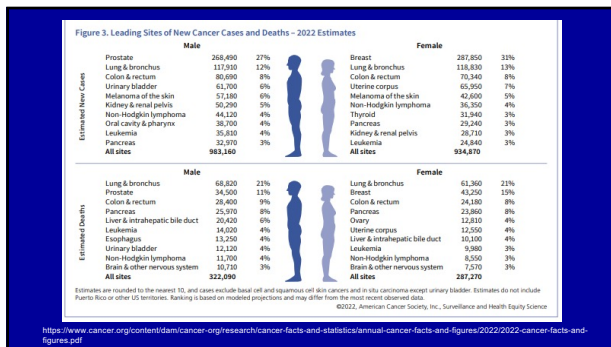 Figure 3. Leading Sites of New Cancer Cases and Deaths – 2022 Estimates
Male Female
Estimated New Cases
Prostate 268,490 27% Breast 287,850 31%
Lung & bronchus 117,910 12% Lung & bronchus 118,830 13%
Colon & rectum 80,690 8% Colon & rectum 70,340 8%
Urinary bladder 61,700 6% Uterine corpus 65,950 7%
Melanoma of the skin 57,180 6% Melanoma of the skin 42,600 5%
Kidney & renal pelvis 50,290 5% Non-Hodgkin lymphoma 36,350 4%
Non-Hodgkin lymphoma 44,120 4% Thyroid 31,940 3%
Oral cavity & pharynx 38,700 4% Pancreas 29,240 3%
Leukemia 35,810 4% Kidney & renal pelvis 28,710 3%
Pancreas 32,970 3% Leukemia 24,840 3%
All sites 983,160 All sites 934,870
Male Female
Estimated Deaths
Lung & bronchus 68,820 21% Lung & bronchus 61,360 21%
Prostate 34,500 11% Breast 43,250 15%
Colon & rectum 28,400 9% Colon & rectum 24,180 8%
Pancreas 25,970 8% Pancreas 23,860 8%
Liver & intrahepatic bile duct 20,420 6% Ovary 12,810 4%
Leukemia 14,020 4% Uterine corpus 12,550 4%
Esophagus 13,250 4% Liver & intrahepatic bile duct 10,100 4%
Urinary bladder 12,120 4% Leukemia 9,980 3%
Non-Hodgkin lymphoma 11,700 4% Non-Hodgkin lymphoma 8,550 3%
Brain & other nervous system 10,710 3% Brain & other nervous system 7,570 3%
All sites 322,090 All sites 287,270
Estimates are rounded to the nearest 10, and cases exclude basal cell and squamous cell skin cancers and in situ carcinoma except urinary bladder. Estimates do not include
Puerto Rico or other US territories. Ranking is based on modeled projections and may differ from the most recent observed data.
©2022, American Cancer Society, Inc., Surveillance and Health Equity Science
https://www.cancer.org/content/dam/cancer-org/research/cancer-facts-and-statistics/annual-cancer-facts-and-figures/2022/2022-cancer-facts-and-
figures.pdf